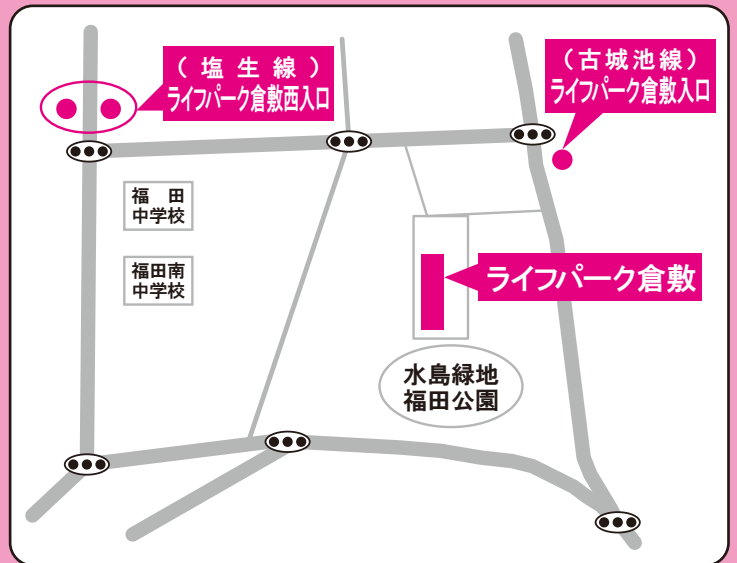 （塩生線）
ライフパーク倉敷西入口
（古城池線）
ライフパーク倉敷入口
福田
中学校
福田南
中学校
ライフパーク倉敷
水島緑地
福田公園